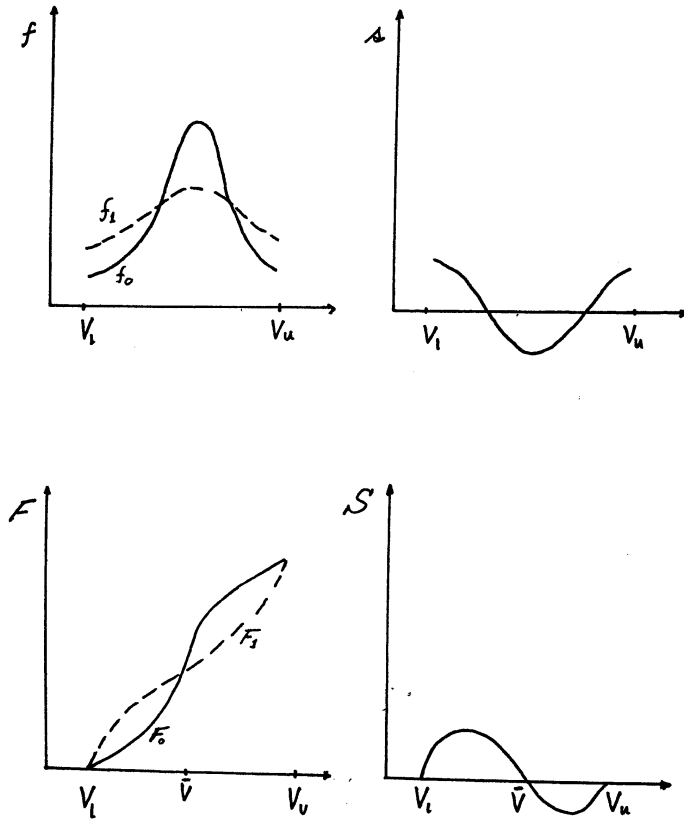 f
f₁
f₀
V₁ Vᵤ
s
V₁ Vᵤ
F
F₁
F₀
V₁ V̄ Vᵤ
S
V₁ V̄ Vᵤ